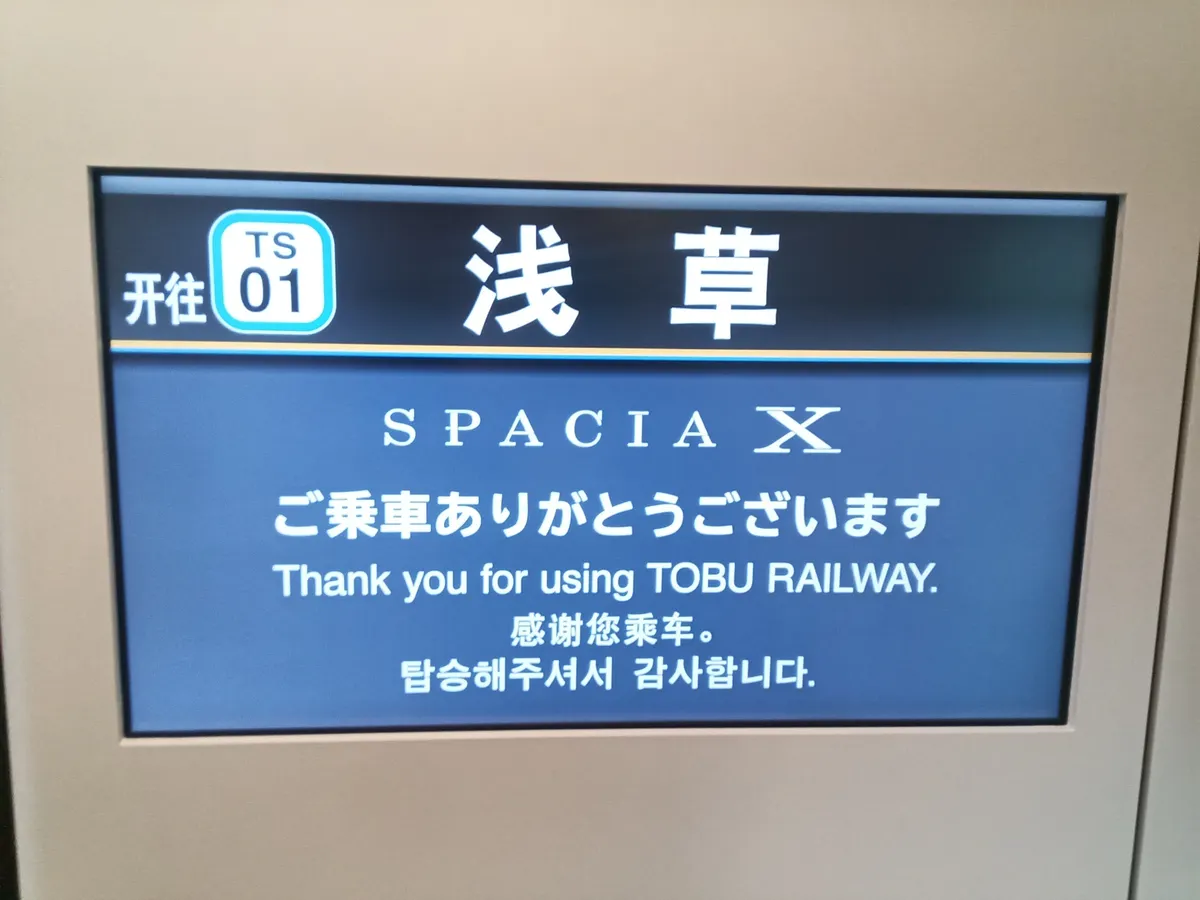 开往 TS 01 浅草
SPACIA X
ご乗車ありがとうございます
Thank you for using TOBU RAILWAY.
感谢您乘车。
탑승해주셔서 감사합니다.